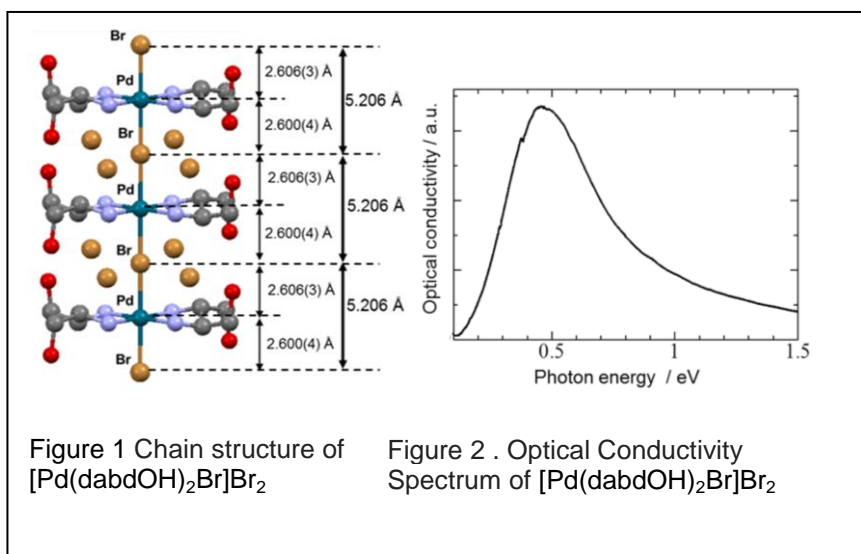 Br
2.606(3) Å
Pd
5.206 Å
2.600(4) Å
Br
2.606(3) Å
Pd
5.206 Å
2.600(4) Å
Br
2.606(3) Å
Pd
5.206 Å
2.600(4) Å
Br
Optical conductivity / a.u.
0.5
1
1.5
Photon energy / eV
Figure 1 Chain structure of
[Pd(dabdOH)₂Br]Br₂
Figure 2 . Optical Conductivity
Spectrum of [Pd(dabdOH)₂Br]Br₂